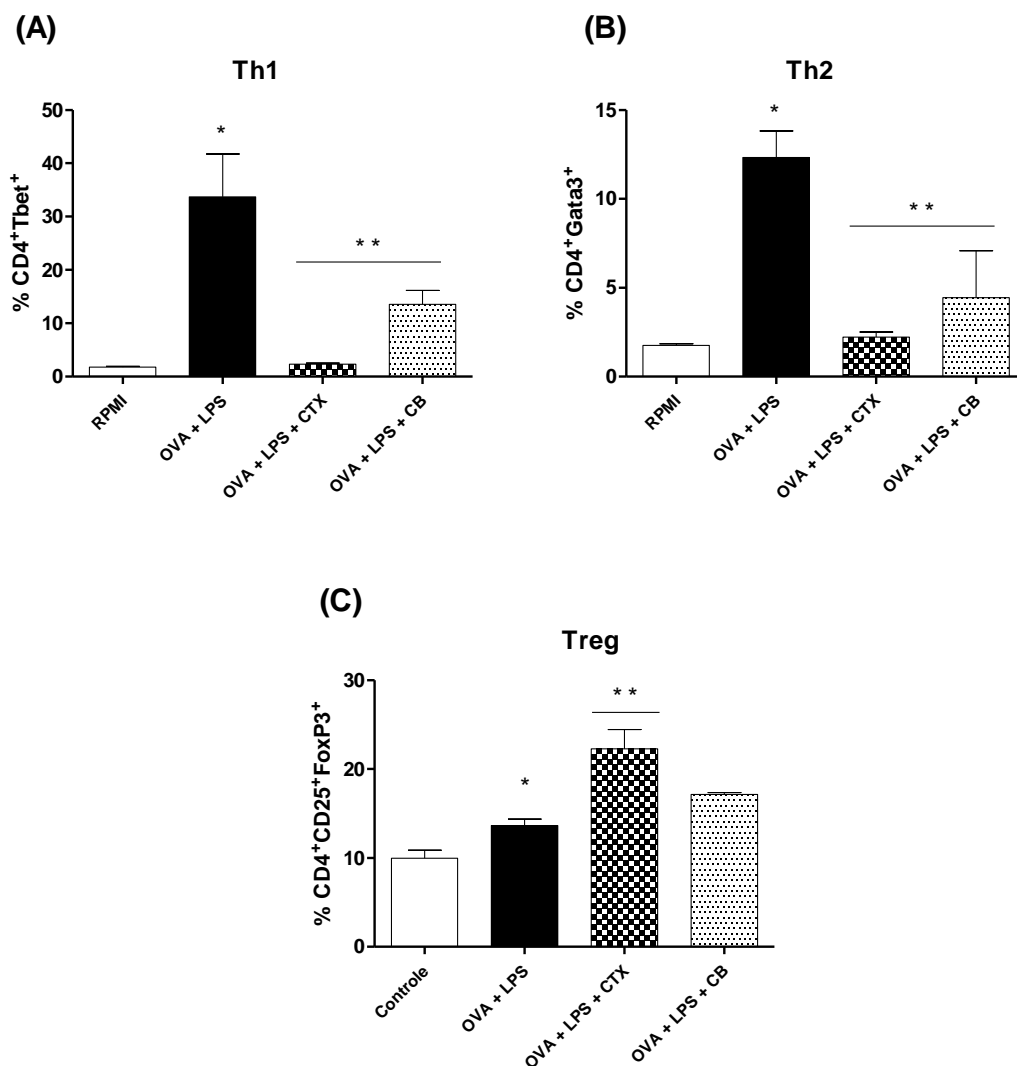 (A)
Th1
% CD4⁺Tbet⁺
50
40
30
20
10
0
*
* *
RPMI
OVA + LPS
OVA + LPS + CTX
OVA + LPS + CB
(B)
Th2
% CD4⁺Gata3⁺
15
10
5
0
*
* *
RPMI
OVA + LPS
OVA + LPS + CTX
OVA + LPS + CB
(C)
Treg
% CD4⁺CD25⁺FoxP3⁺
30
20
10
0
*
* *
Controle
OVA + LPS
OVA + LPS + CTX
OVA + LPS + CB